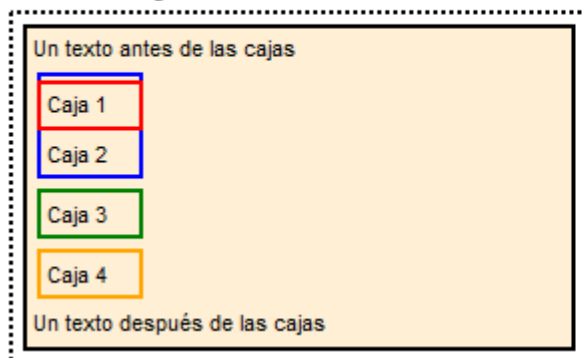 Un texto antes de las cajas
Caja 1
Caja 2
Caja 3
Caja 4
Un texto después de las cajas